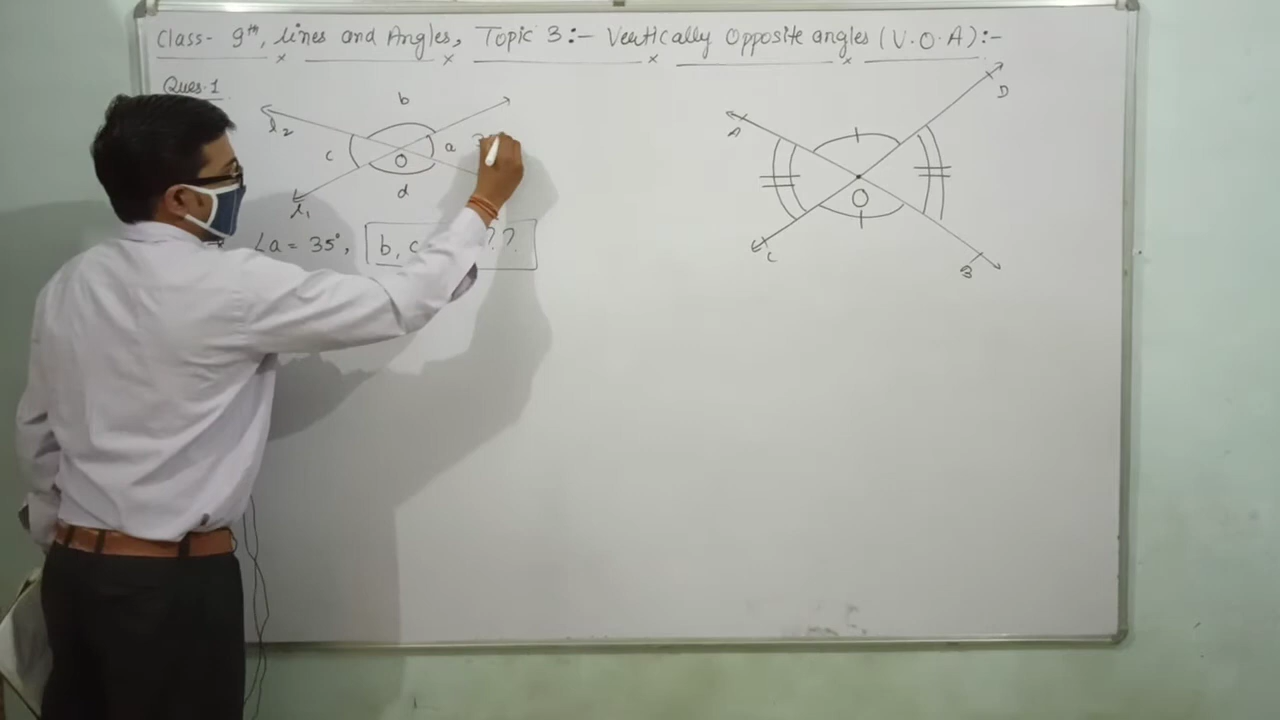 Class- 9th, lines and Angles, Topic 3:- Vertically Opposite angles (V.O.A):-
Ques.1
b
l2
c
a
O
d
l1
∠a = 35°, b, c ??
A
D
O
C
B